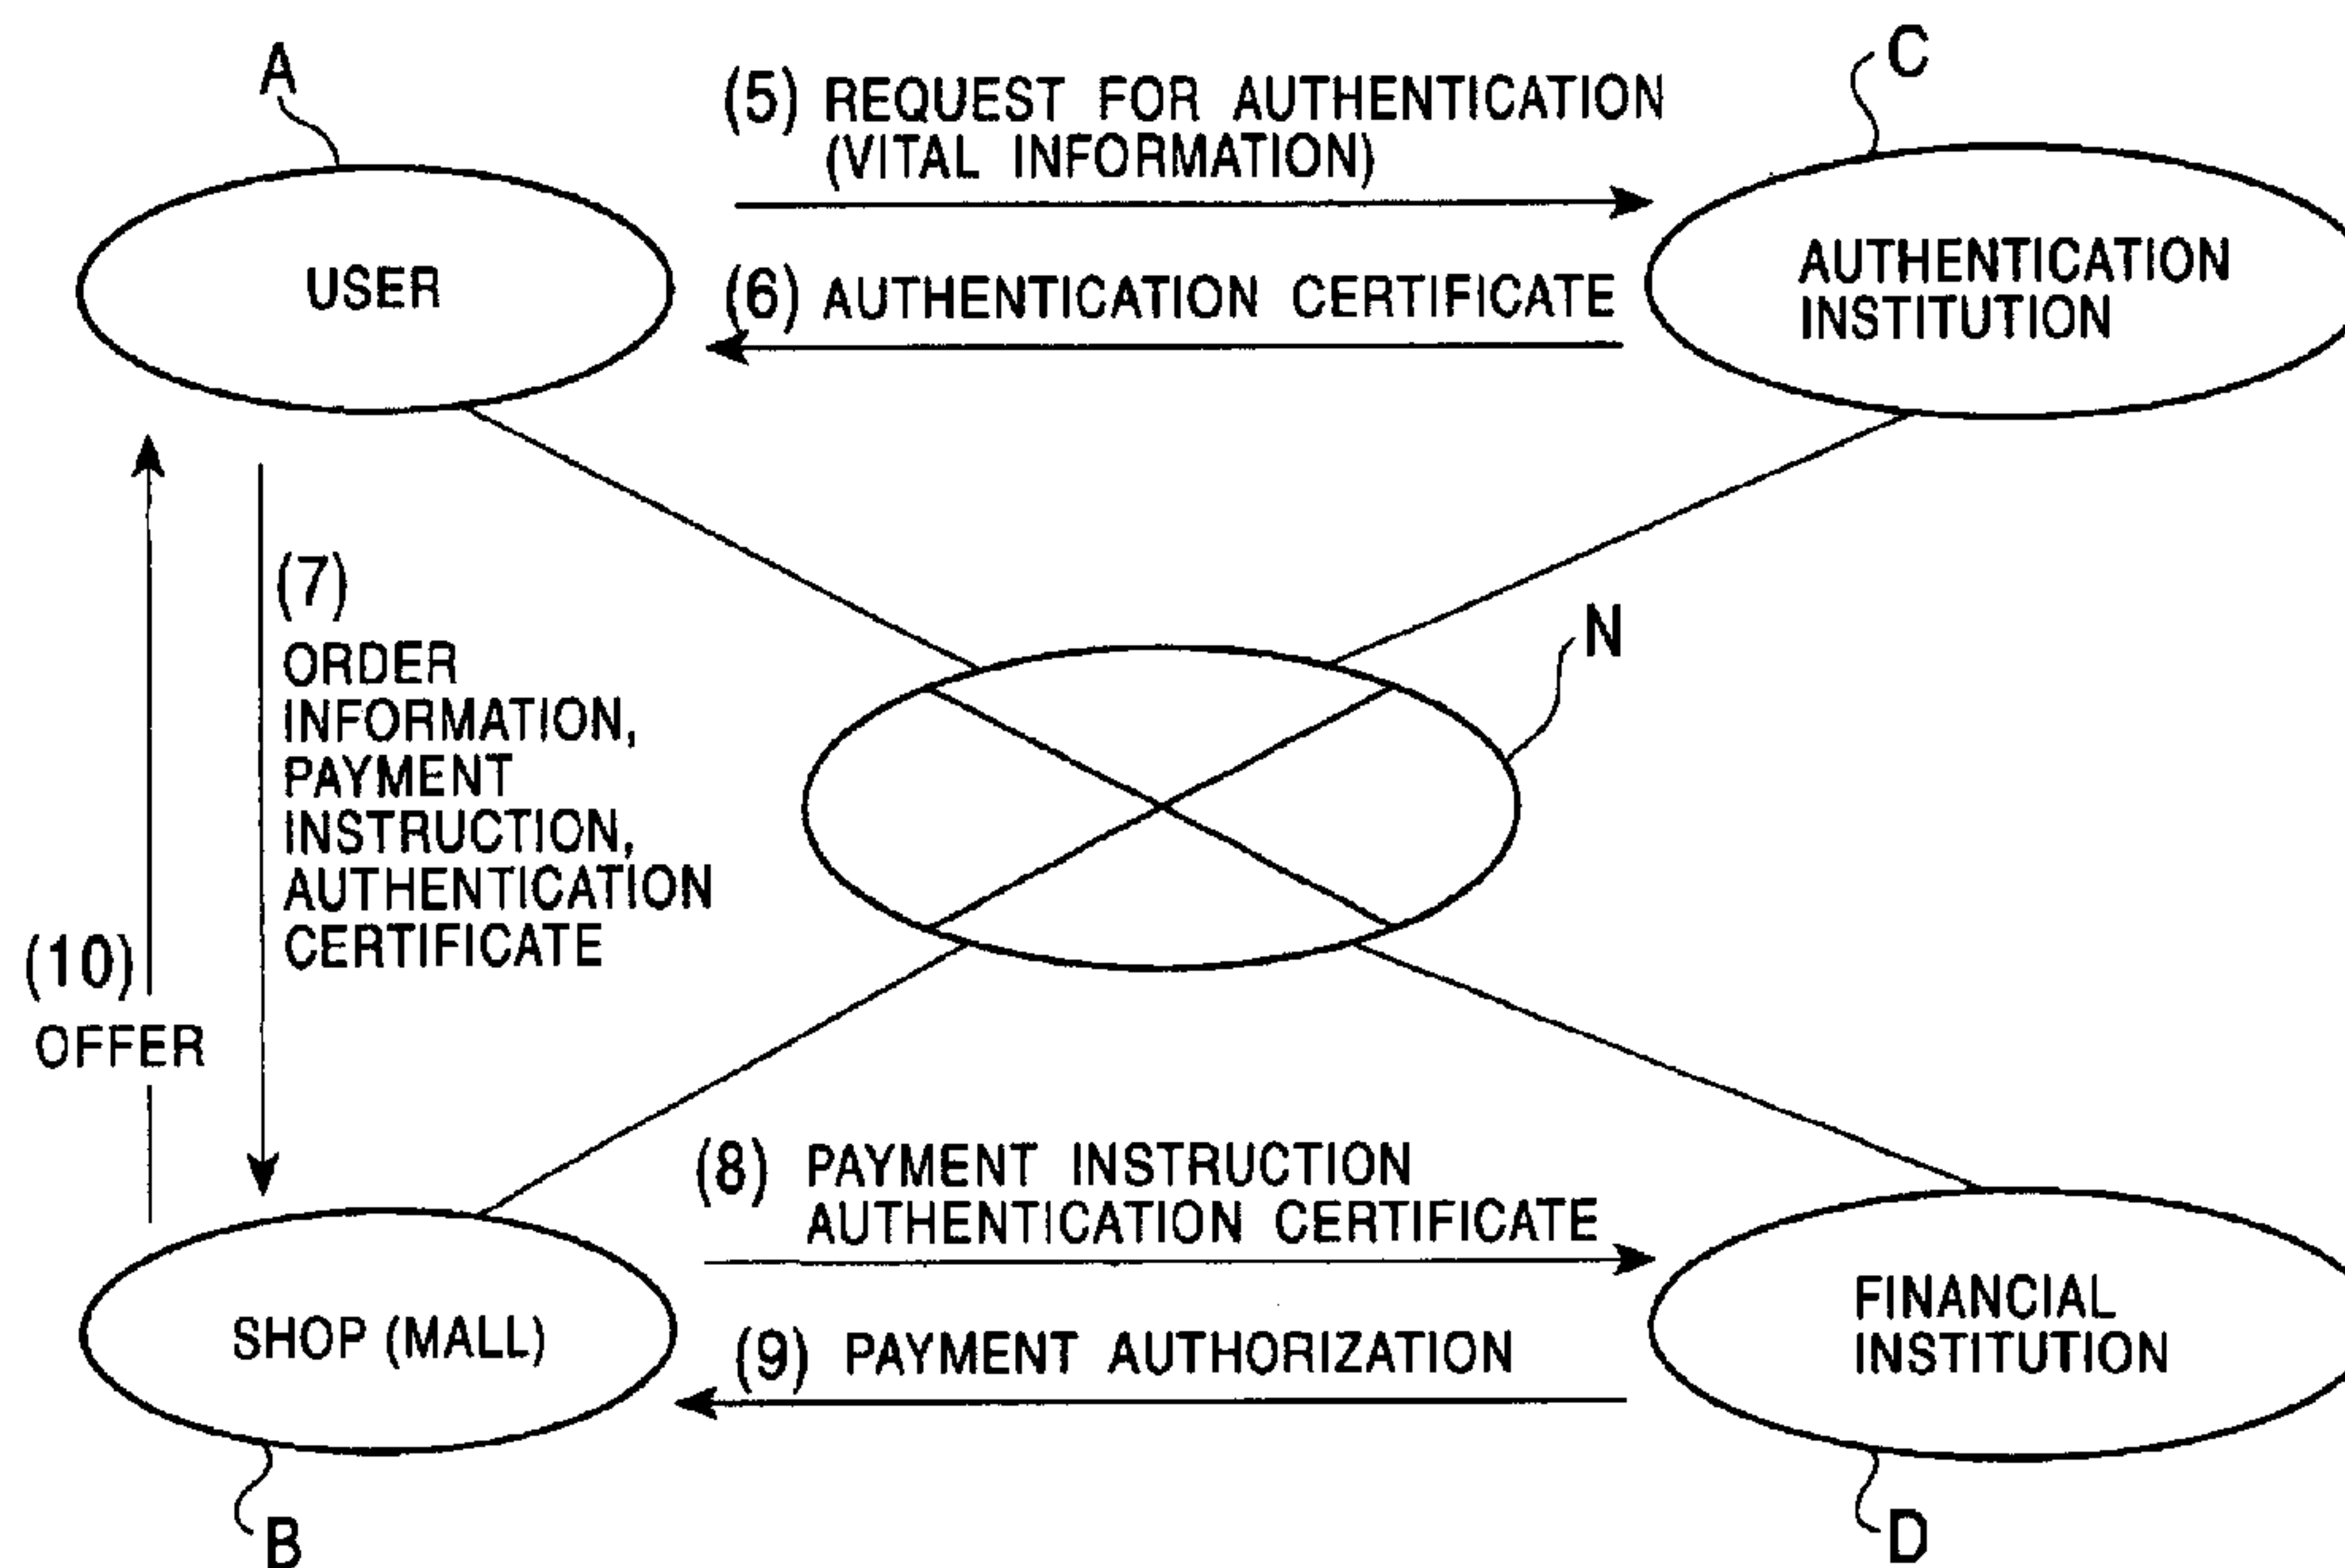 A
C
(5) REQUEST FOR AUTHENTICATION
(VITAL INFORMATION)
USER
AUTHENTICATION
INSTITUTION
(6) AUTHENTICATION CERTIFICATE
(7)
ORDER
INFORMATION,
PAYMENT
INSTRUCTION,
AUTHENTICATION
CERTIFICATE
N
(10)
OFFER
(8) PAYMENT INSTRUCTION
AUTHENTICATION CERTIFICATE
SHOP (MALL)
FINANCIAL
INSTITUTION
(9) PAYMENT AUTHORIZATION
B
D